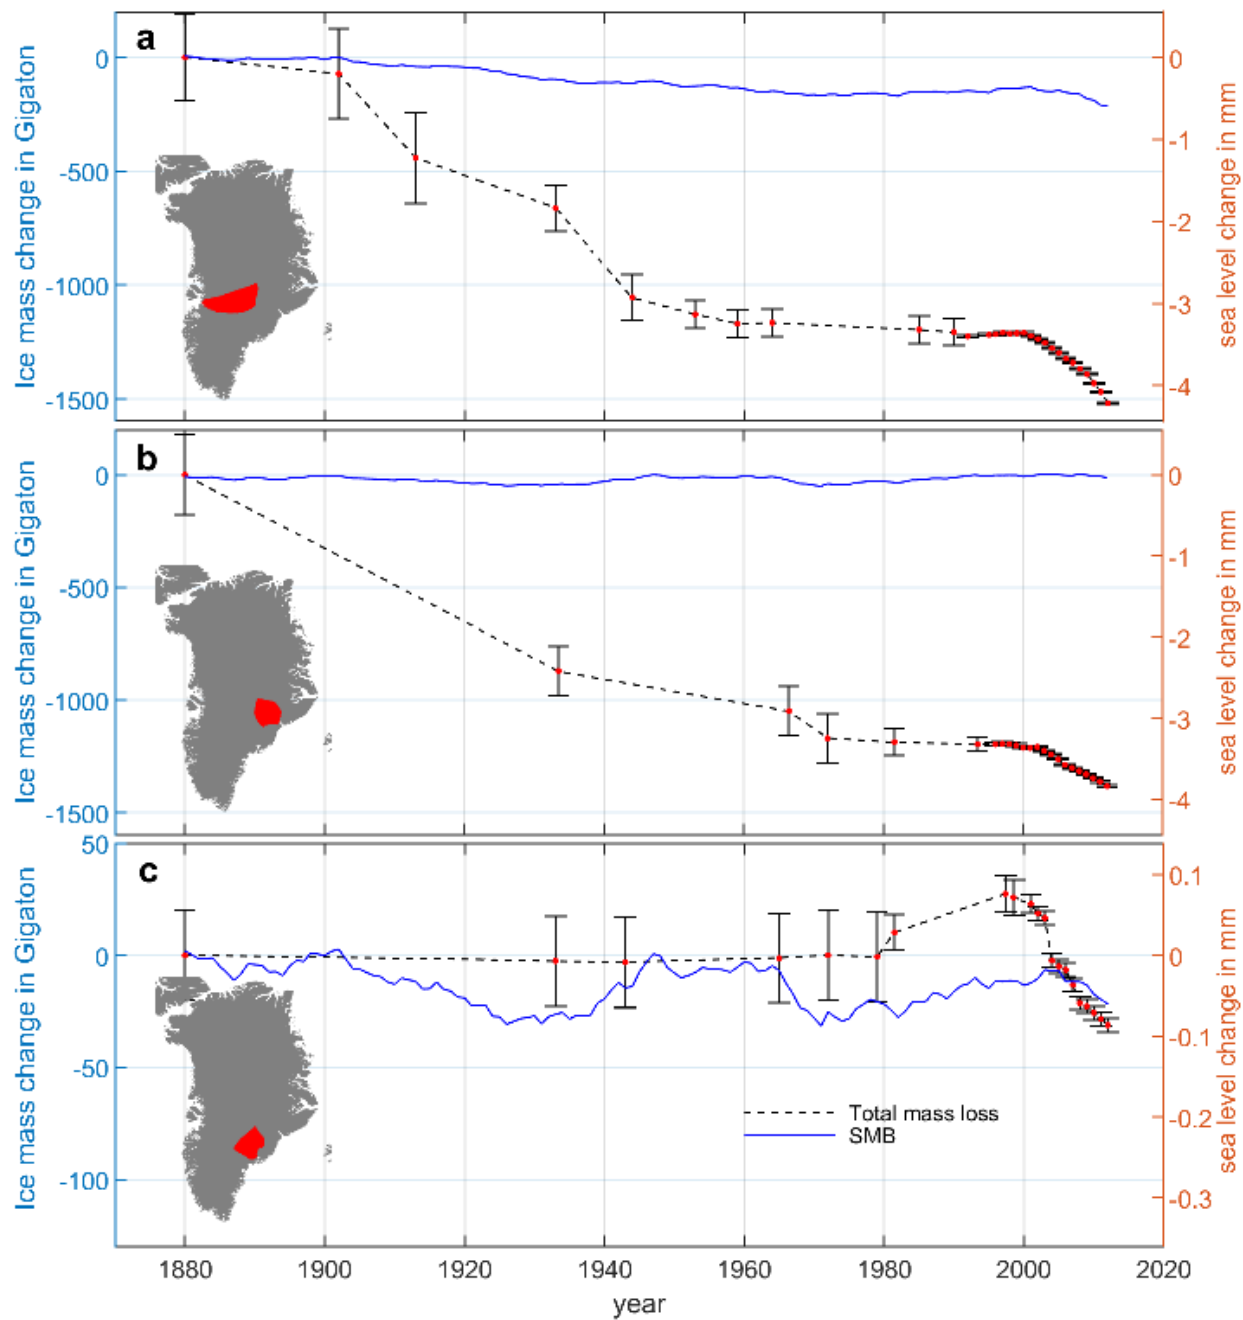 a
Ice mass change in Gigaton
0
-500
-1000
-1500
sea level change in mm
0
-1
-2
-3
-4
b
Ice mass change in Gigaton
0
-500
-1000
-1500
sea level change in mm
0
-1
-2
-3
-4
c
Ice mass change in Gigaton
50
0
-50
-100
sea level change in mm
0.1
0
-0.1
-0.2
-0.3
Total mass loss
SMB
1880 1900 1920 1940 1960 1980 2000 2020
year